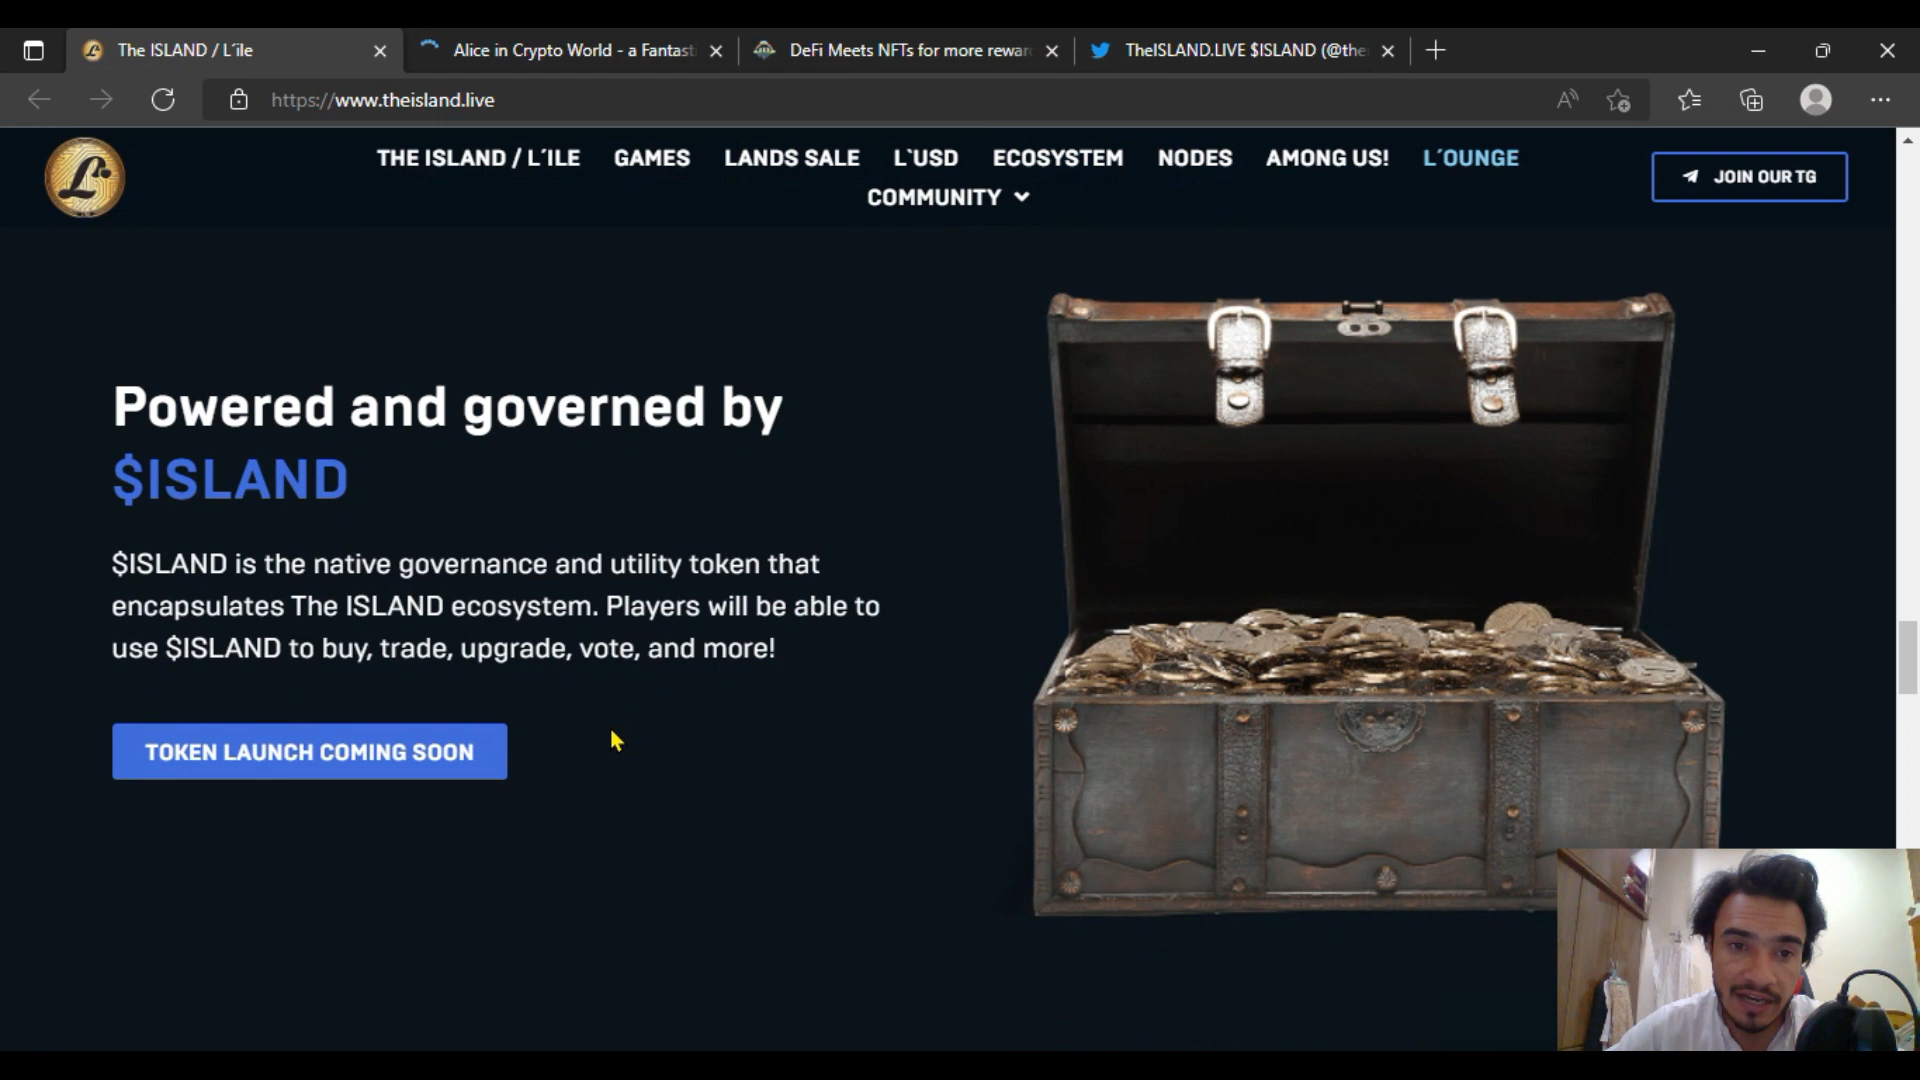 The ISLAND / L´ile
Alice in Crypto World - a Fantast
DeFi Meets NFTs for more rewar
TheISLAND.LIVE $ISLAND (@the
https://www.theisland.live
THE ISLAND / L´ILE
GAMES
LANDS SALE
L`USD
ECOSYSTEM
NODES
AMONG US!
L´OUNGE
COMMUNITY
JOIN OUR TG
Powered and governed by
$ISLAND
$ISLAND is the native governance and utility token that
encapsulates The ISLAND ecosystem. Players will be able to
use $ISLAND to buy, trade, upgrade, vote, and more!
TOKEN LAUNCH COMING SOON